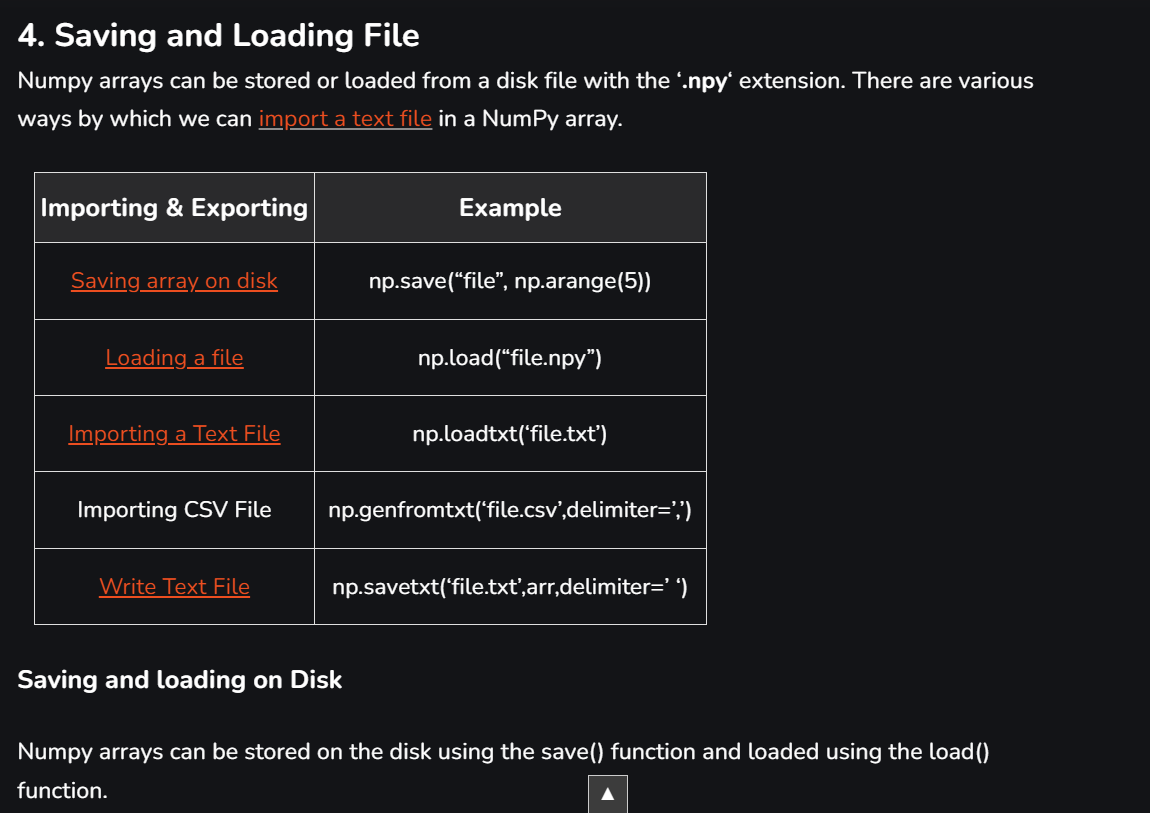 4. Saving and Loading File
Numpy arrays can be stored or loaded from a disk file with the ‘.npy‘ extension. There are various
ways by which we can import a text file in a NumPy array.
Importing & Exporting Example
Saving array on disk np.save(“file”, np.arange(5))
Loading a file np.load(“file.npy”)
Importing a Text File np.loadtxt(‘file.txt’)
Importing CSV File np.genfromtxt(‘file.csv’,delimiter=’,’)
Write Text File np.savetxt(‘file.txt’,arr,delimiter=’ ‘)
Saving and loading on Disk
Numpy arrays can be stored on the disk using the save() function and loaded using the load()
function.